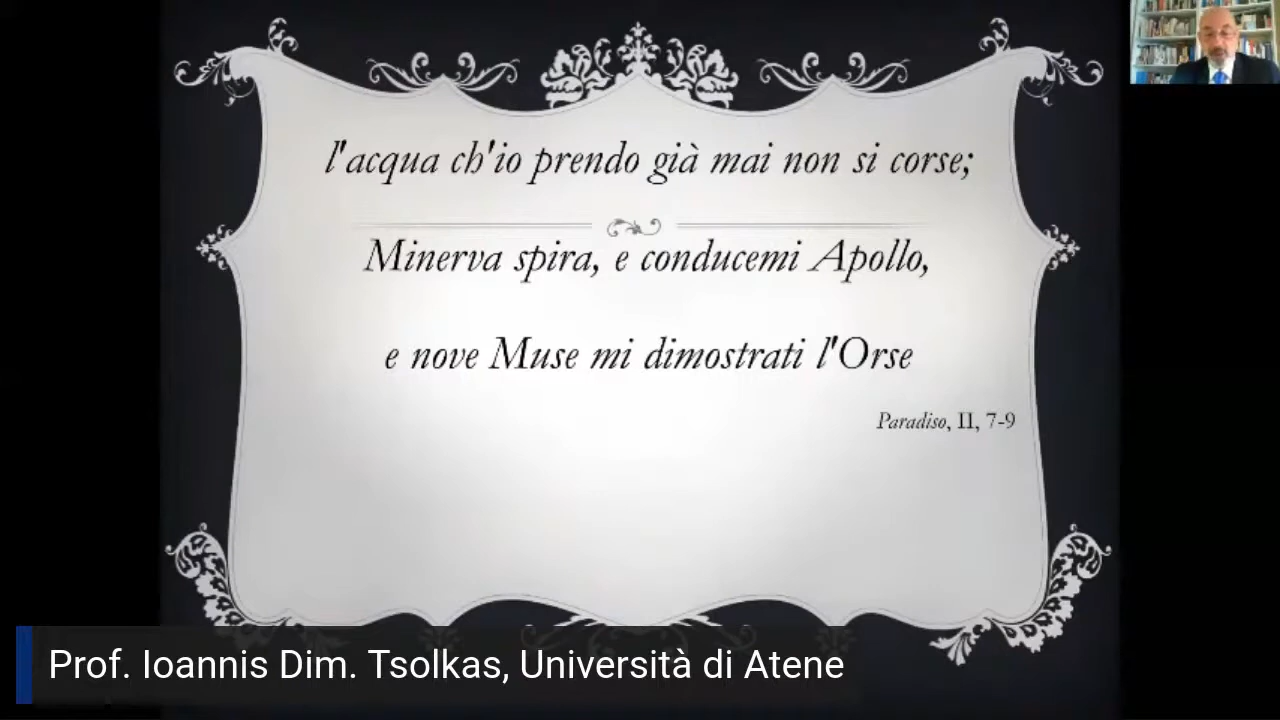 l'acqua ch'io prendo già mai non si corse;
Minerva spira, e conducemi Apollo,
e nove Muse mi dimostrati l'Orse
Paradiso, II, 7-9
Prof. Ioannis Dim. Tsolkas, Università di Atene